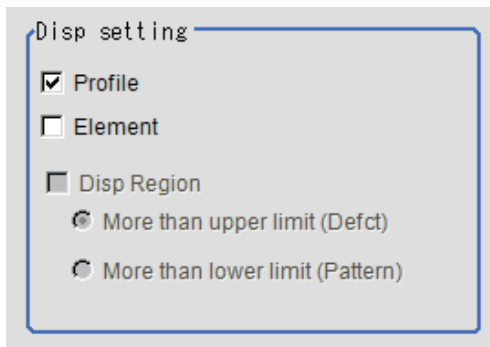 Disp setting
Profile
Element
Disp Region
More than upper limit (Defct)
More than lower limit (Pattern)